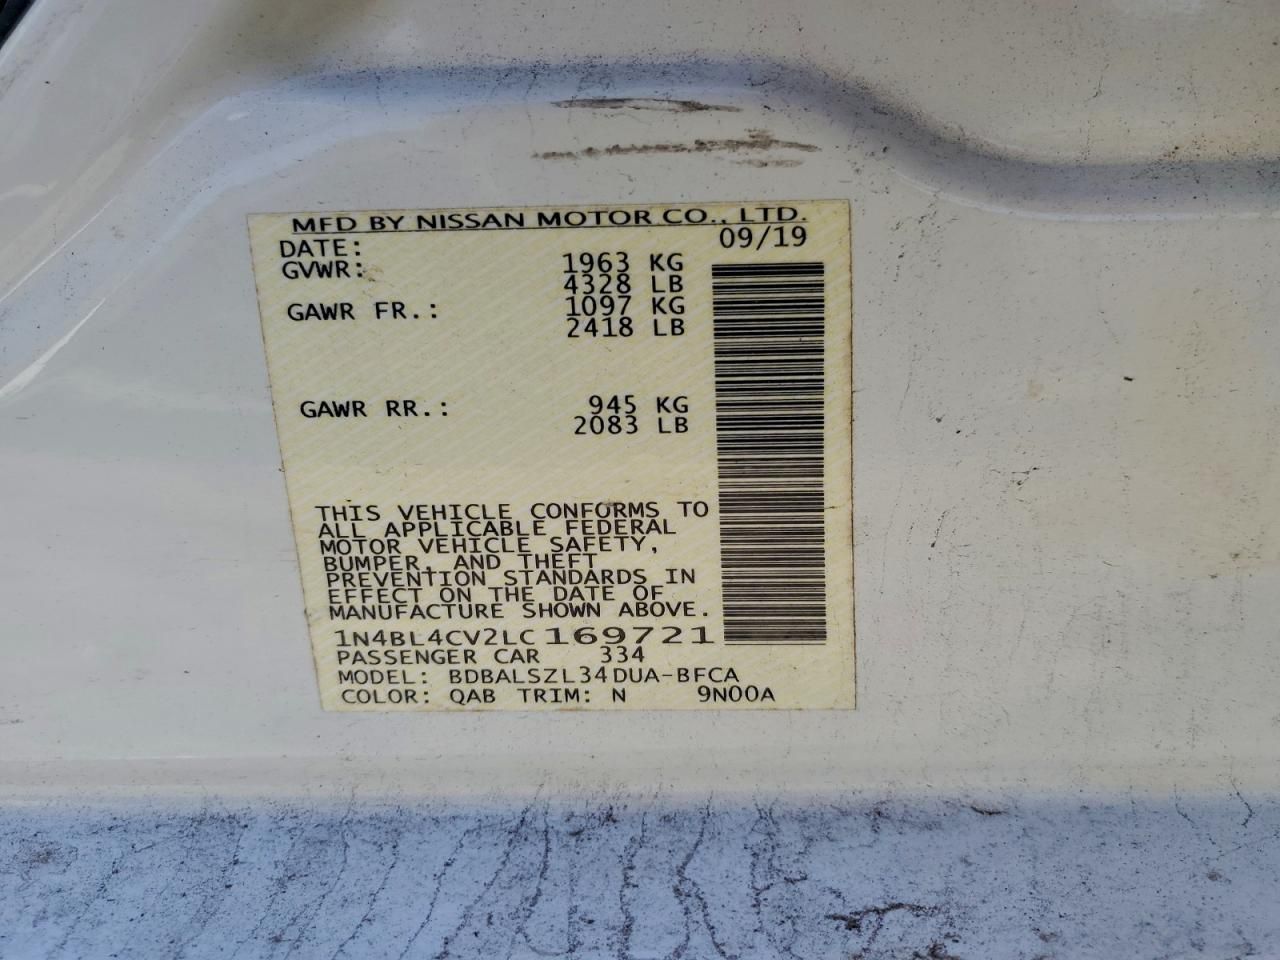 MFD BY NISSAN MOTOR CO., LTD.
DATE: 09/19
GVWR: 1963 KG
4328 LB
GAWR FR.: 1097 KG
2418 LB
GAWR RR.: 945 KG
2083 LB
THIS VEHICLE CONFORMS TO
ALL APPLICABLE FEDERAL
MOTOR VEHICLE SAFETY,
BUMPER, AND THEFT
PREVENTION STANDARDS IN
EFFECT ON THE DATE OF
MANUFACTURE SHOWN ABOVE.
1N4BL4CV2LC169721
PASSENGER CAR 334
MODEL: BDBALSZL34DUA-BFCA
COLOR: QAB TRIM: N 9N00A